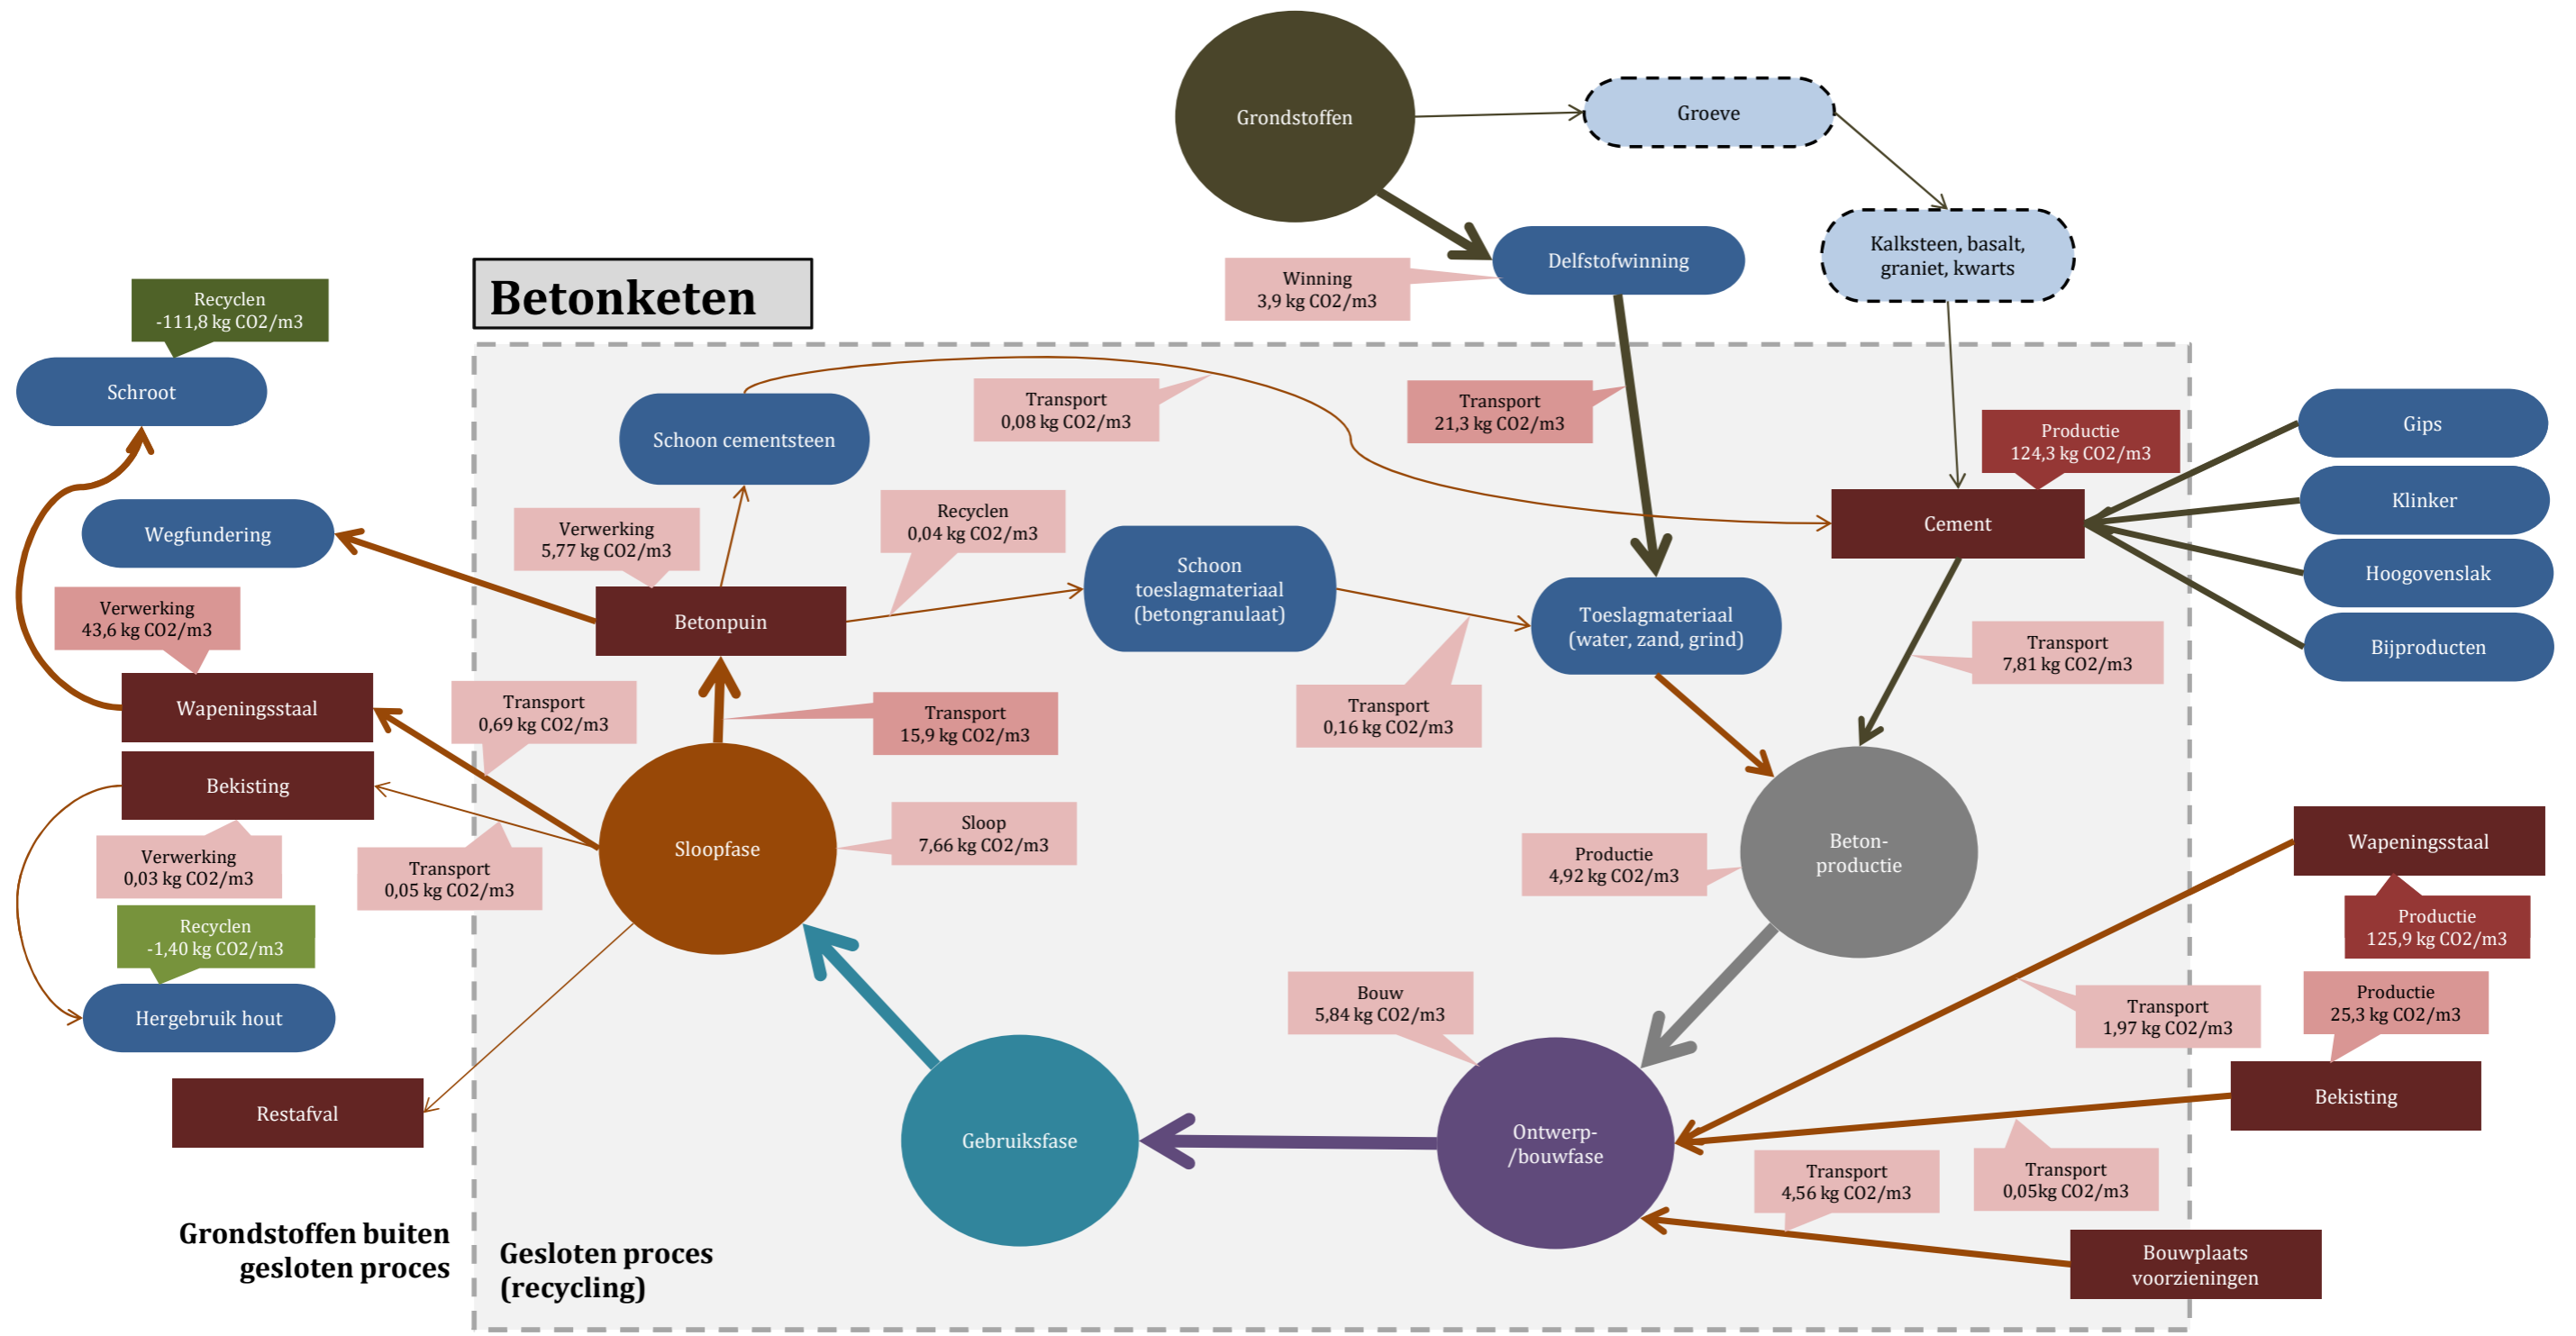 Grondstoffen
Groeve
Kalksteen, basalt,
graniet, kwarts
Delfstofwinning
Winning
3,9 kg CO2/m3
Betonketen
Recyclen
-111,8 kg CO2/m3
Schroot
Transport
0,08 kg CO2/m3
Transport
21,3 kg CO2/m3
Schoon cementsteen
Productie
124,3 kg CO2/m3
Gips
Klinker
Hoogovenslak
Bijproducten
Cement
Wegfundering
Verwerking
5,77 kg CO2/m3
Recyclen
0,04 kg CO2/m3
Schoon
toeslagmateriaal
(betongranulaat)
Toeslagmateriaal
(water, zand, grind)
Betonpuin
Verwerking
43,6 kg CO2/m3
Wapeningsstaal
Transport
0,69 kg CO2/m3
Transport
15,9 kg CO2/m3
Transport
0,16 kg CO2/m3
Transport
7,81 kg CO2/m3
Bekisting
Verwerking
0,03 kg CO2/m3
Transport
0,05 kg CO2/m3
Sloopfase
Sloop
7,66 kg CO2/m3
Productie
4,92 kg CO2/m3
Beton-
productie
Wapeningsstaal
Productie
125,9 kg CO2/m3
Recyclen
-1,40 kg CO2/m3
Hergebruik hout
Bouw
5,84 kg CO2/m3
Transport
1,97 kg CO2/m3
Productie
25,3 kg CO2/m3
Bekisting
Restafval
Gebruiksfase
Ontwerp-
/bouwfase
Transport
4,56 kg CO2/m3
Transport
0,05kg CO2/m3
Bouwplaats
voorzieningen
Grondstoffen buiten
gesloten proces
Gesloten proces
(recycling)